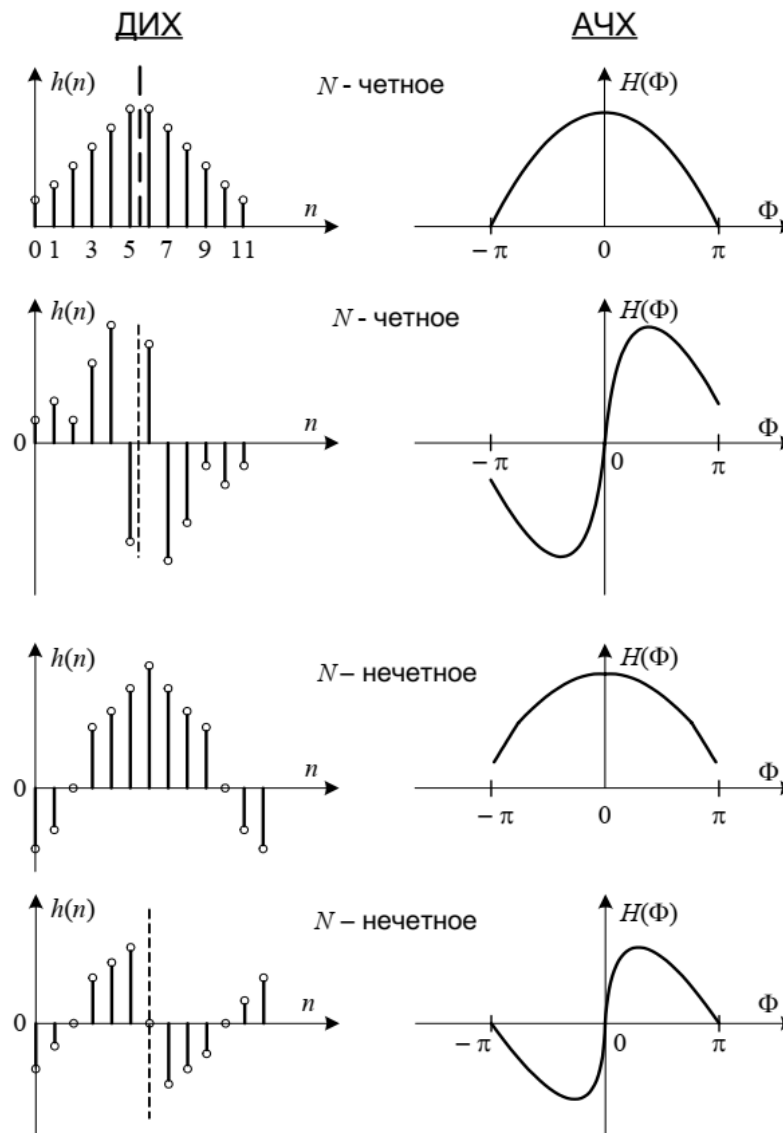 ДИХ АЧХ
h(n) N - четное H(Φ)
n Φ
0 1 3 5 7 9 11 − π 0 π
h(n) N - четное H(Φ)
0 n − π 0 π Φ
h(n) N – нечетное H(Φ)
0 n Φ
− π 0 π
h(n) N – нечетное H(Φ)
0 n Φ
− π 0 π